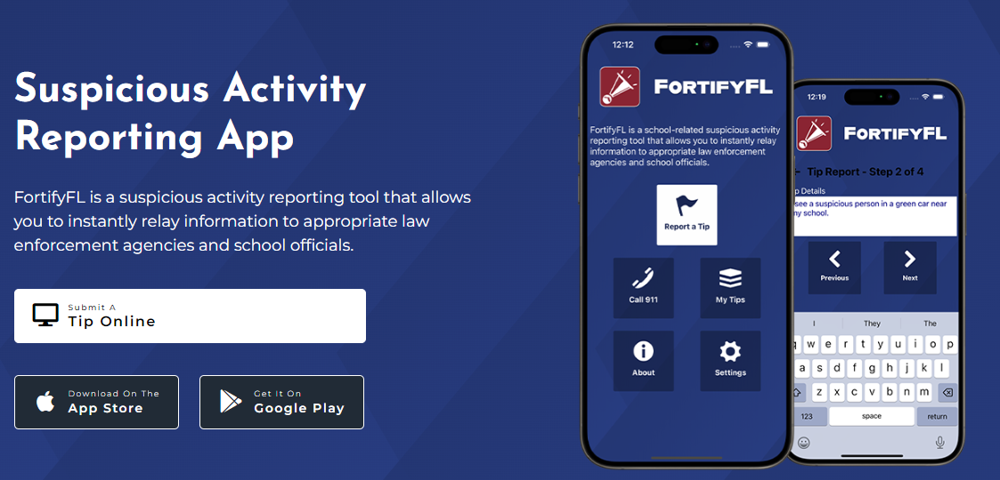 Suspicious Activity
Reporting App
FortifyFL is a suspicious activity reporting tool that allows
you to instantly relay information to appropriate law
enforcement agencies and school officials.
Submit A
Tip Online
Download On The
App Store
Get It On
Google Play
12:12
FORTIFYFL
FortifyFL is a school-related suspicious activity
reporting tool that allows you to instantly relay
information to appropriate law enforcement
agencies and school officials.
Report a Tip
Call 911
My Tips
About
Settings
12:19
FORTIFYFL
Tip Report - Step 2 of 4
Details
see a suspicious person in a green car near
school.
Previous
Next
I They The
w e r t y u i o p
a s d f g h j k l
z x c v b n m
123 space return